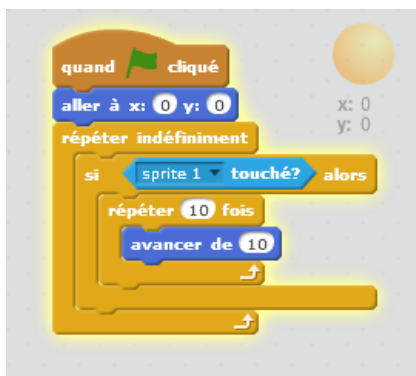 quand cliqué
aller à x: 0 y: 0
répéter indéfiniment
si sprite 1 touché? alors
répéter 10 fois
avancer de 10
x: 0
y: 0